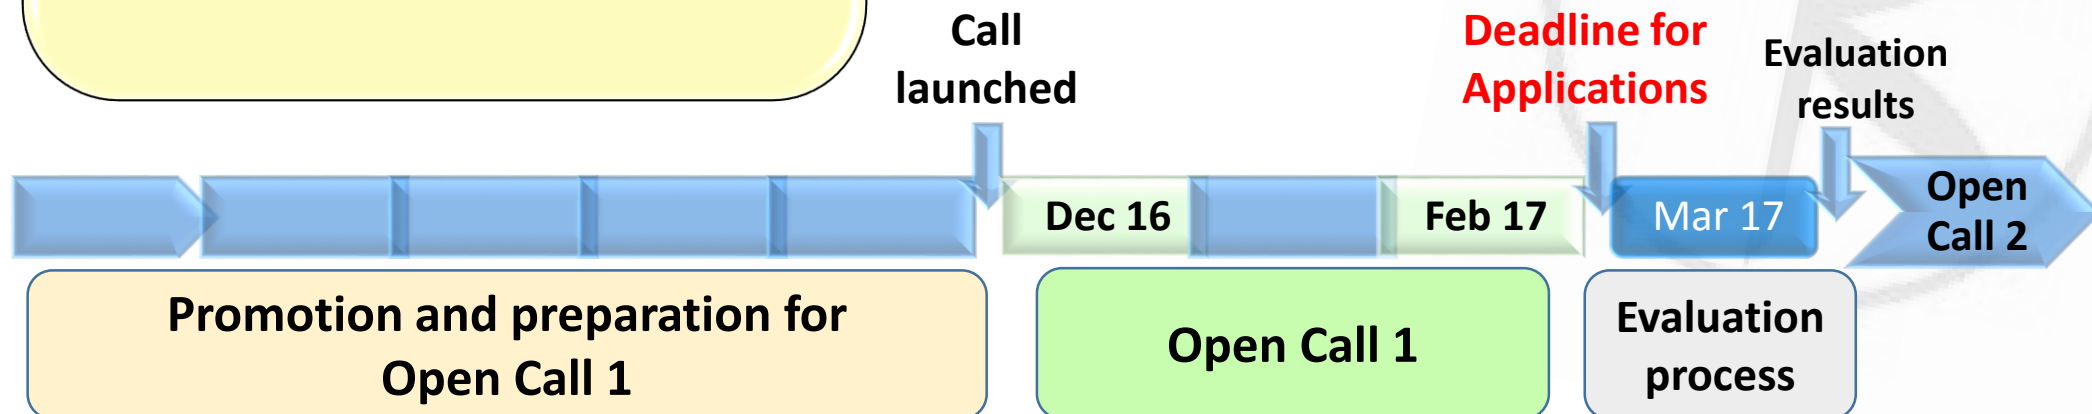 Call
launched
Deadline for
Applications
Evaluation
results
Dec 16
Feb 17
Mar 17
Open
Call 2
Promotion and preparation for
Open Call 1
Open Call 1
Evaluation
process